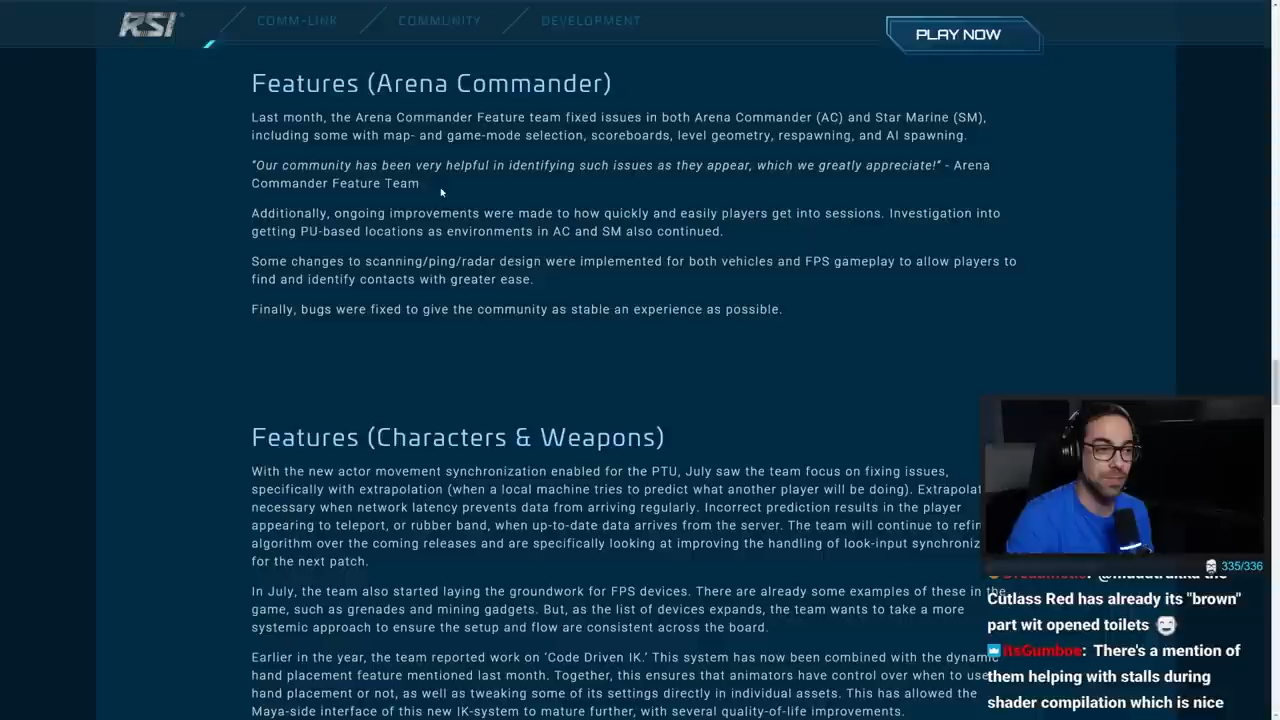 RSI
COMM-LINK
COMMUNITY
DEVELOPMENT
PLAY NOW
Features (Arena Commander)
Last month, the Arena Commander Feature team fixed issues in both Arena Commander (AC) and Star Marine (SM),
including some with map- and game-mode selection, scoreboards, level geometry, respawning, and AI spawning.
“Our community has been very helpful in identifying such issues as they appear, which we greatly appreciate!” - Arena
Commander Feature Team
Additionally, ongoing improvements were made to how quickly and easily players get into sessions. Investigation into
getting PU-based locations as environments in AC and SM also continued.
Some changes to scanning/ping/radar design were implemented for both vehicles and FPS gameplay to allow players to
find and identify contacts with greater ease.
Finally, bugs were fixed to give the community as stable an experience as possible.
Features (Characters & Weapons)
With the new actor movement synchronization enabled for the PTU, July saw the team focus on fixing issues,
specifically with extrapolation (when a local machine tries to predict what another player will be doing). Extrapolat
necessary when network latency prevents data from arriving regularly. Incorrect prediction results in the player
appearing to teleport, or rubber band, when up-to-date data arrives from the server. The team will continue to refin
algorithm over the coming releases and are specifically looking at improving the handling of look-input synchroniz
for the next patch.
In July, the team also started laying the groundwork for FPS devices. There are already some examples of these in the
game, such as grenades and mining gadgets. But, as the list of devices expands, the team wants to take a more
systemic approach to ensure the setup and flow are consistent across the board.
Earlier in the year, the team reported work on ‘Code Driven IK.’ This system has now been combined with the dynamic
hand placement feature mentioned last month. Together, this ensures that animators have control over when to use
hand placement or not, as well as tweaking some of its settings directly in individual assets. This has allowed the
Maya-side interface of this new IK-system to mature further, with several quality-of-life improvements.
335/336
the
Cutlass Red has already its "brown"
part wit opened toilets
ItsGumboe: There's a mention of
them helping with stalls during
shader compilation which is nice